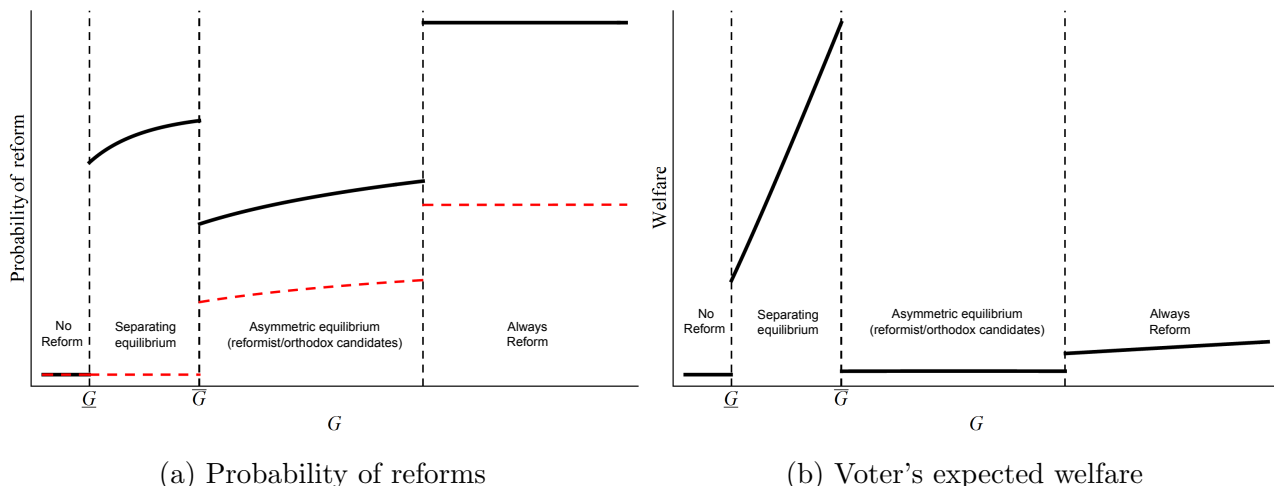 Probability of reform
No
Reform
Separating
equilibrium
Asymmetric equilibrium
(reformist/orthodox candidates)
Always
Reform
G
G
G
(a) Probability of reforms
Welfare
No
Reform
Separating
equilibrium
Asymmetric equilibrium
(reformist/orthodox candidates)
Always
Reform
G
G
G
(b) Voter's expected welfare